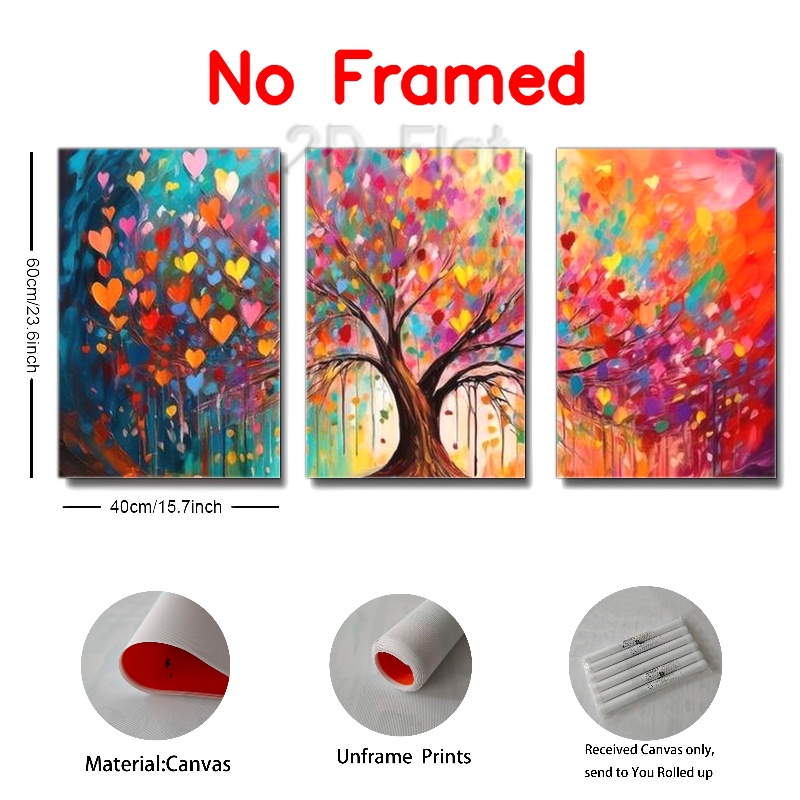 No Framed
2D Flat
60cm/23.6inch
40cm/15.7inch
Material:Canvas
Unframe Prints
Received Canvas only,
send to You Rolled up